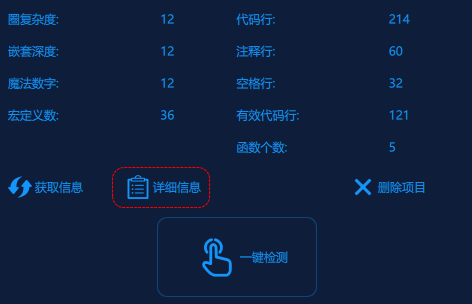 圈复杂度: 12 代码行: 214
嵌套深度: 12 注释行: 60
魔法数字: 12 空格行: 32
宏定义数: 36 有效代码行: 121
函数个数: 5
获取信息 详细信息 删除项目
一键检测